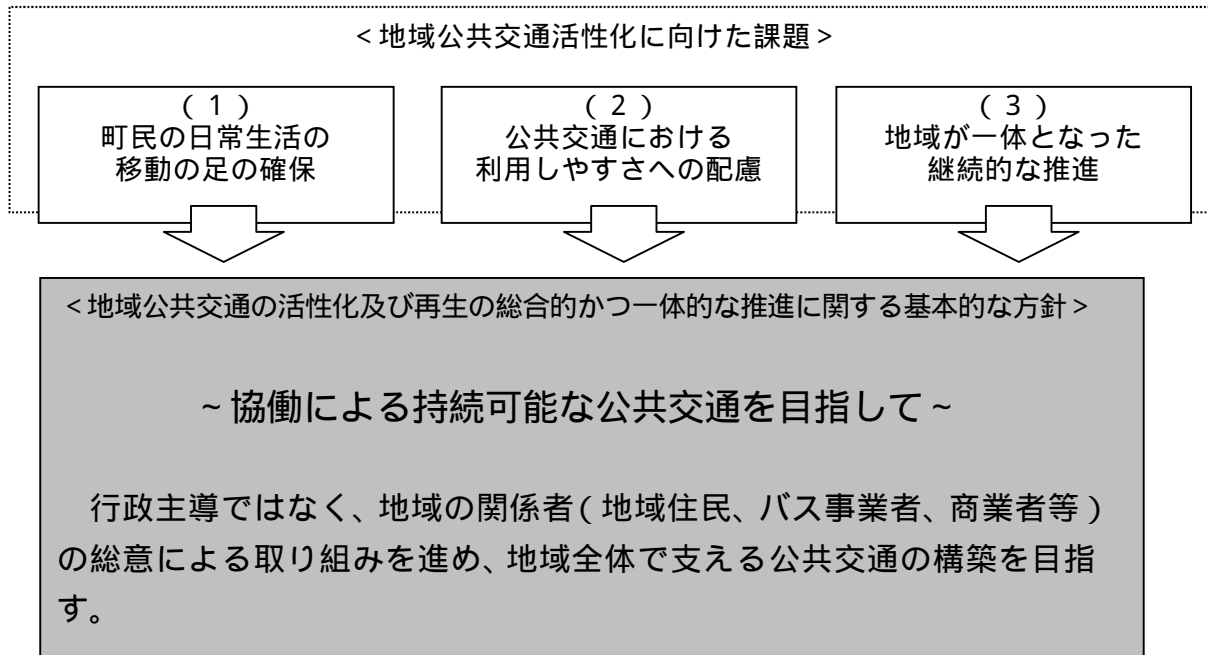 <地域公共交通活性化に向けた課題>
(1)
町民の日常生活の
移動の足の確保
(2)
公共交通における
利用しやすさへの配慮
(3)
地域が一体となった
継続的な推進
<地域公共交通の活性化及び再生の総合的かつ一体的な推進に関する基本的な方針>
~協働による持続可能な公共交通を目指して~
行政主導ではなく、地域の関係者(地域住民、バス事業者、商業者等)
の総意による取り組みを進め、地域全体で支える公共交通の構築を目指
す。